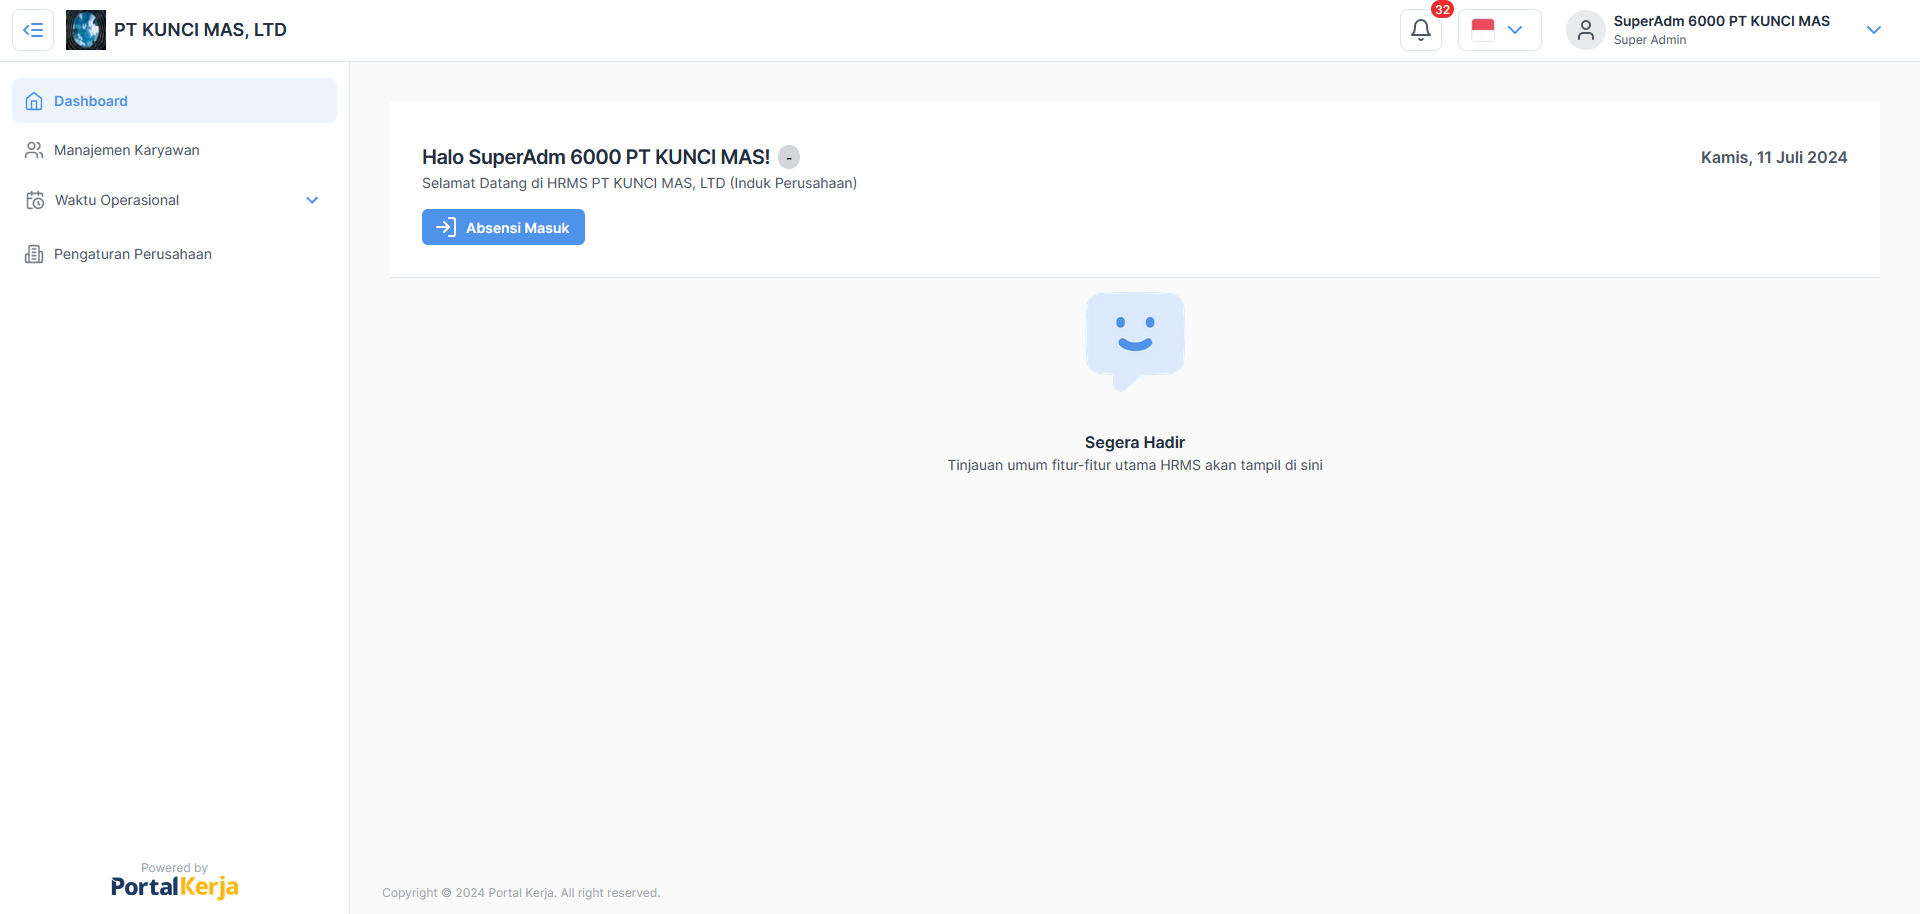 PT KUNCI MAS, LTD
32
SuperAdm 6000 PT KUNCI MAS
Super Admin
Dashboard
Manajemen Karyawan
Waktu Operasional
Pengaturan Perusahaan
Halo SuperAdm 6000 PT KUNCI MAS! -
Kamis, 11 Juli 2024
Selamat Datang di HRMS PT KUNCI MAS, LTD (Induk Perusahaan)
Absensi Masuk
Segera Hadir
Tinjauan umum fitur-fitur utama HRMS akan tampil di sini
Powered by
PortalKerja
Copyright © 2024 Portal Kerja. All right reserved.